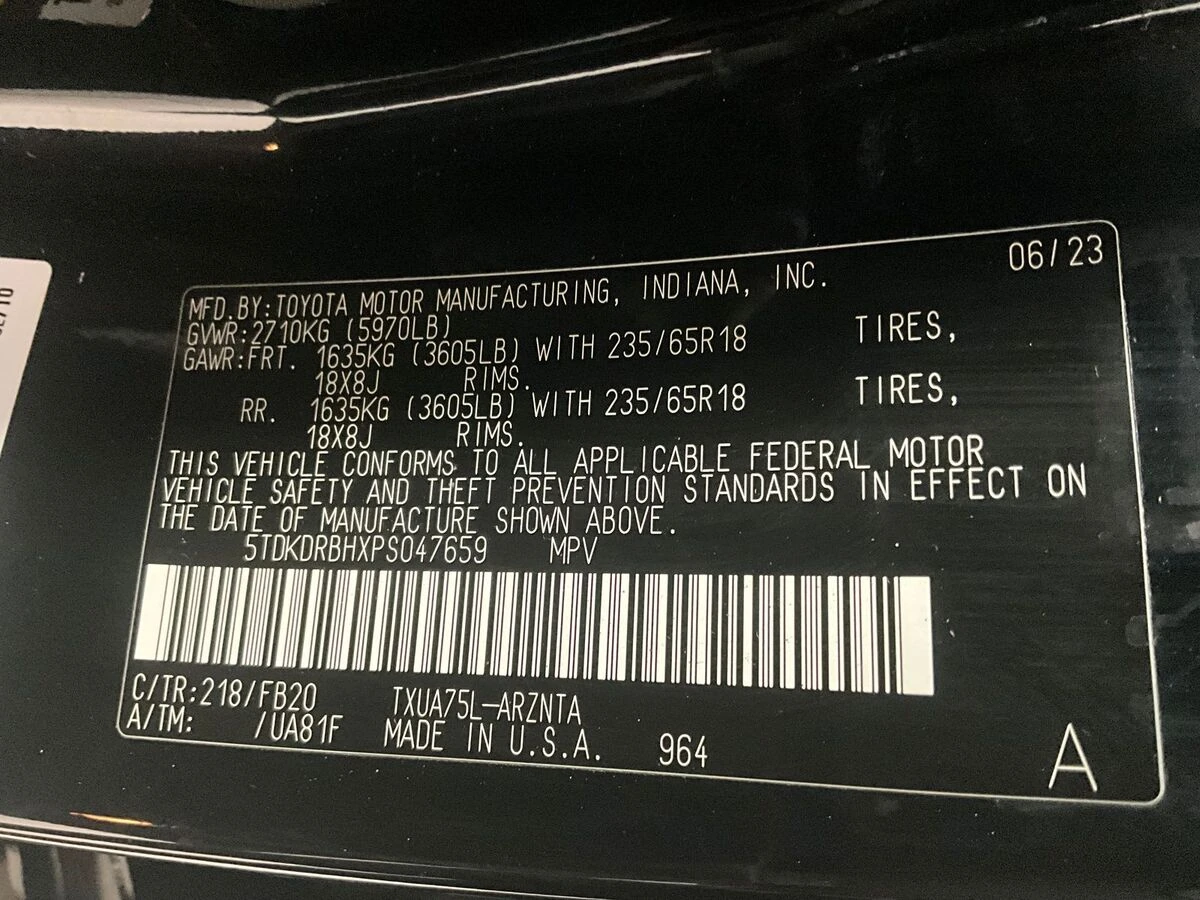 06/23
MFD.BY:TOYOTA MOTOR MANUFACTURING, INDIANA, INC.
GVWR:2710KG (5970LB)
GAWR:FRT. 1635KG (3605LB) WITH 235/65R18 TIRES,
18X8J RIMS.
RR. 1635KG (3605LB) WITH 235/65R18 TIRES,
18X8J RIMS.
THIS VEHICLE CONFORMS TO ALL APPLICABLE FEDERAL MOTOR
VEHICLE SAFETY AND THEFT PREVENTION STANDARDS IN EFFECT ON
THE DATE OF MANUFACTURE SHOWN ABOVE.
5TDKDRBHXPS047659 MPV
C/TR:218/FB20 TXUA75L-ARZNTA
A/TM: /UA81F MADE IN U.S.A. 964
A